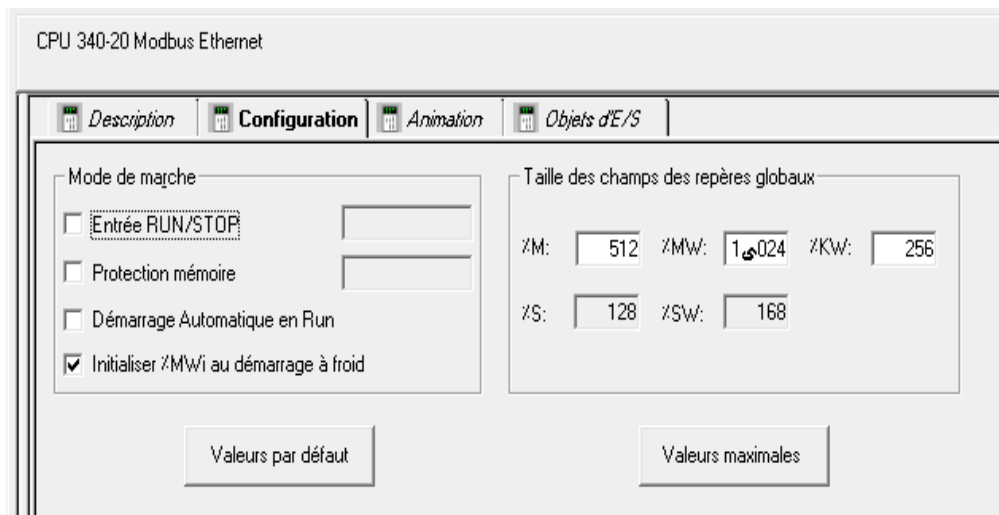 CPU 340-20 Modbus Ethernet
Description Configuration Animation Objets d'E/S
Mode de marche
Entrée RUN/STOP
Protection mémoire
Démarrage Automatique en Run
Initialiser %MWi au démarrage à froid
Valeurs par défaut
Taille des champs des repères globaux
%M: 512 %MW: 1ى024 %KW: 256
%S: 128 %SW: 168
Valeurs maximales